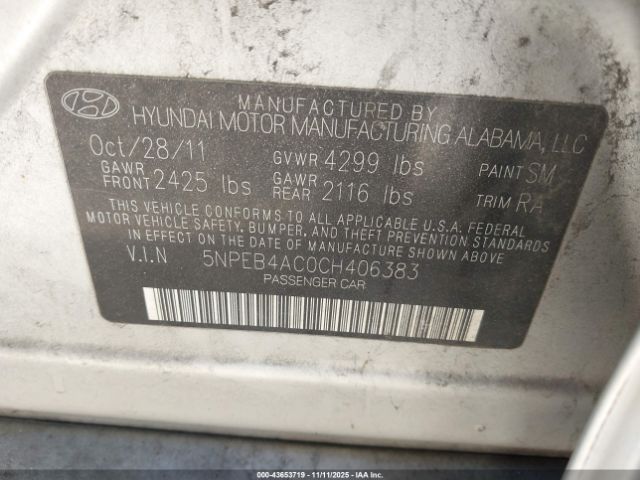 MANUFACTURED BY
HYUNDAI MOTOR MANUFACTURING ALABAMA, LLC
Oct/28/11 GVWR 4299 lbs PAINT SM
GAWR FRONT 2425 lbs GAWR REAR 2116 lbs TRIM RA
THIS VEHICLE CONFORMS TO ALL APPLICABLE U.S.A. FEDERAL
MOTOR VEHICLE SAFETY, BUMPER, AND THEFT PREVENTION STANDARDS
IN EFFECT ON THE DATE OF MANUFACTURE SHOWN ABOVE
V.I.N 5NPEB4AC0CH406383
PASSENGER CAR
000-43653719 - 11/11/2025 - IAAI.com